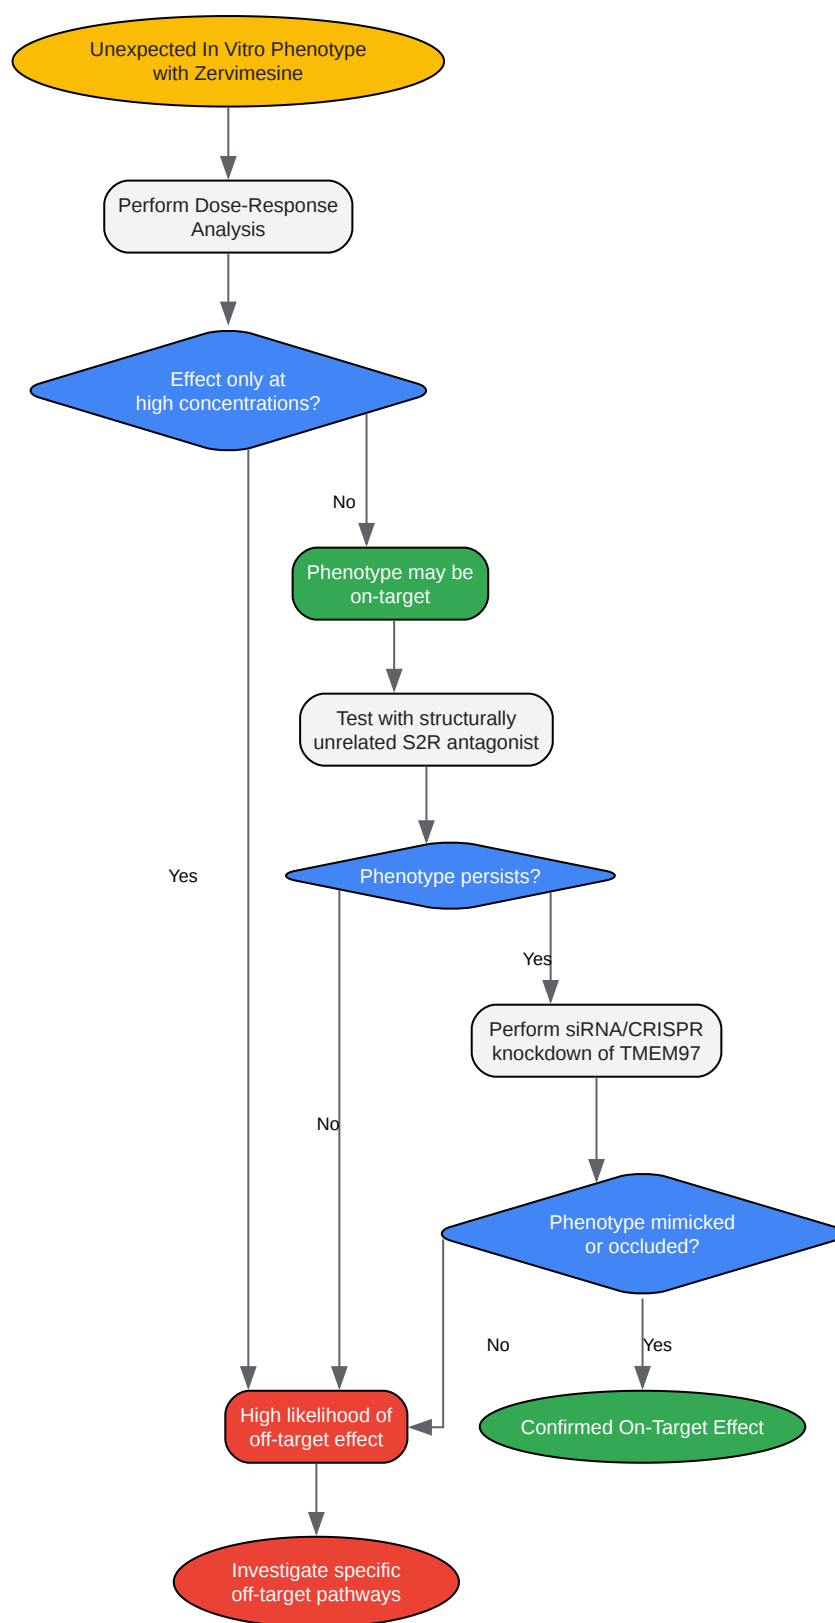 Unexpected In Vitro Phenotype
with Zervimesine
Perform Dose-Response
Analysis
Effect only at
high concentrations?
No
Phenotype may be
on-target
Test with structurally
unrelated S2R antagonist
Yes
Phenotype persists?
Yes
Perform siRNA/CRISPR
knockdown of TMEM97
No
Phenotype mimicked
or occluded?
No
Yes
High likelihood of
off-target effect
Confirmed On-Target Effect
Investigate specific
off-target pathways